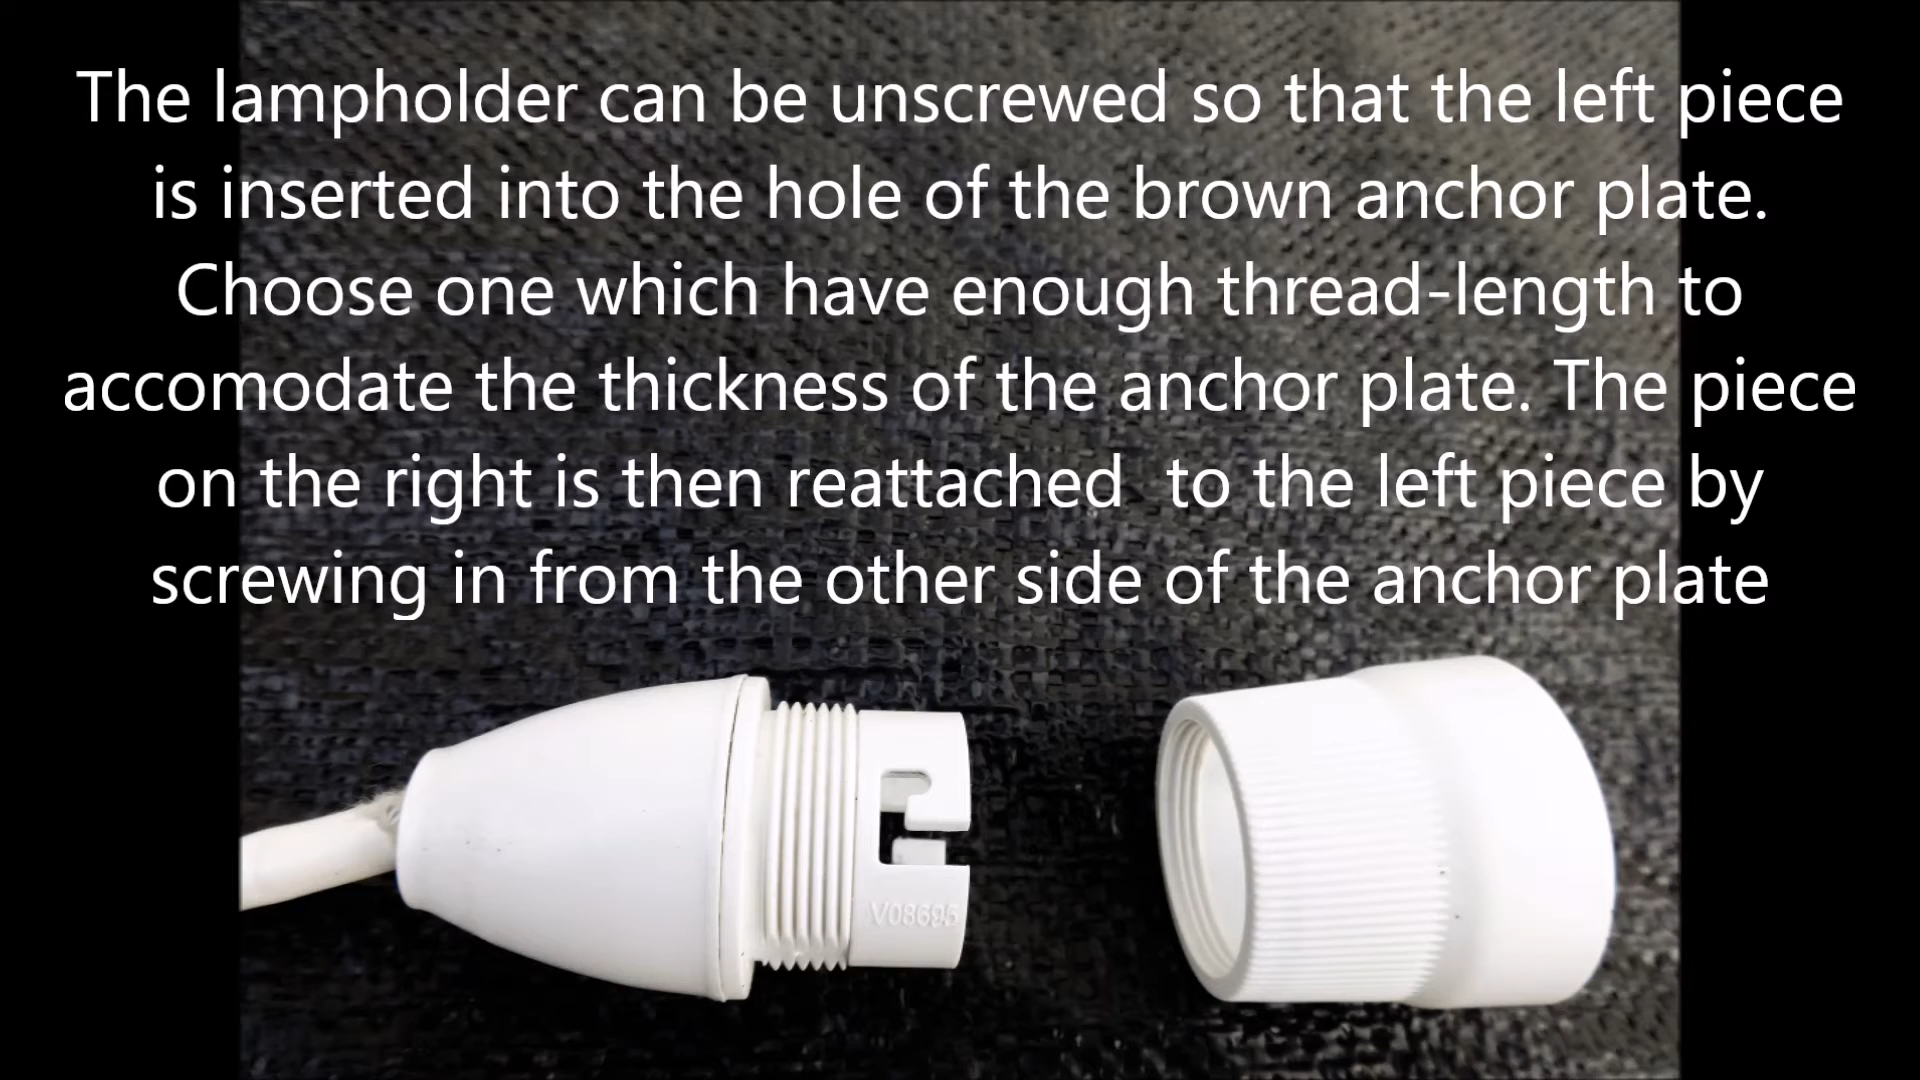 The lampholder can be unscrewed so that the left piece
is inserted into the hole of the brown anchor plate.
Choose one which have enough thread-length to
accomodate the thickness of the anchor plate. The piece
on the right is then reattached  to the left piece by
screwing in from the other side of the anchor plate
V08695